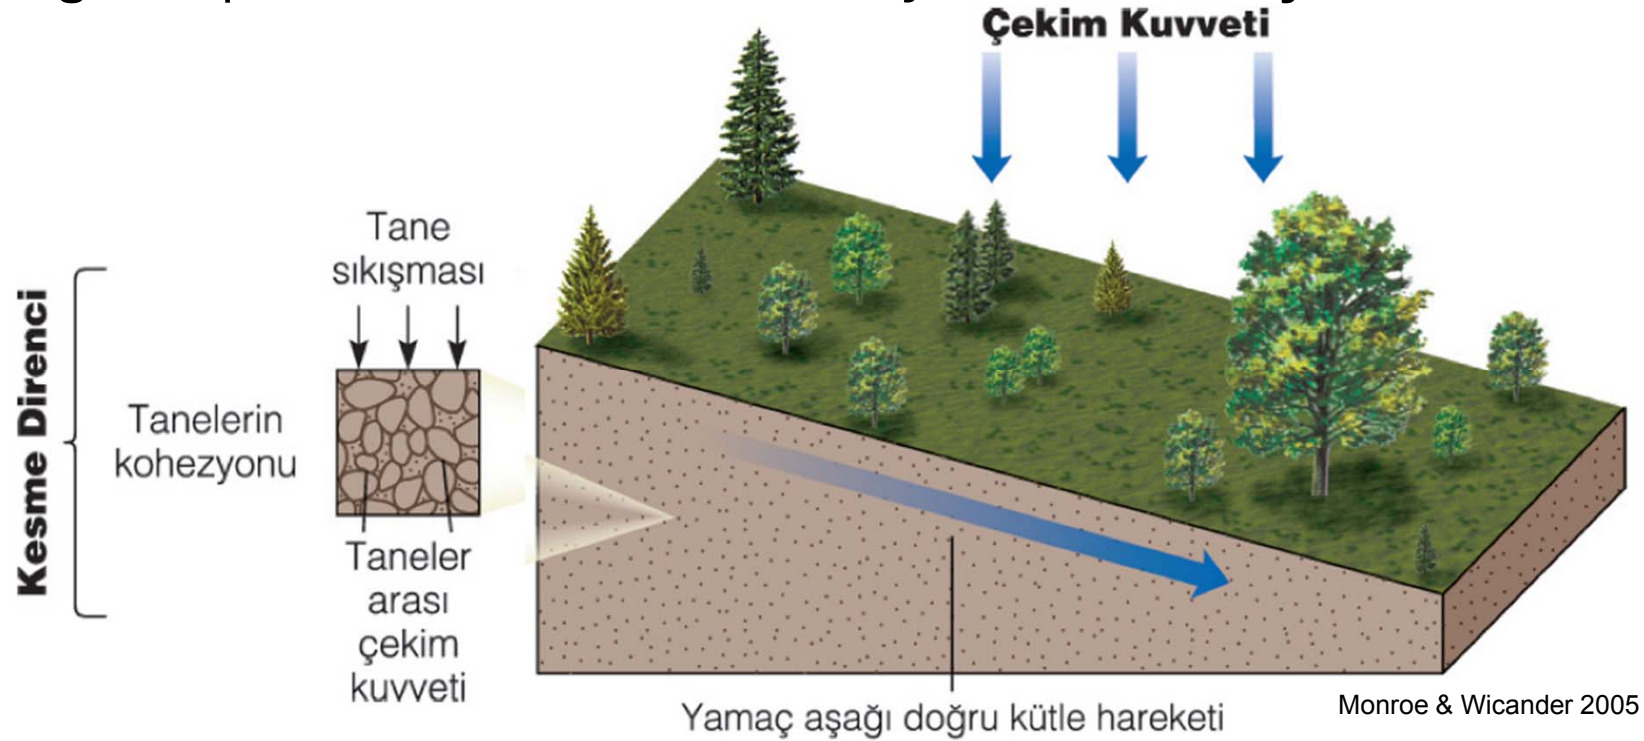 Çekim Kuvveti
Tane
sıkışması
Kesme Direnci
Tanelerin
kohezyonu
Taneler
arası
çekim
kuvveti
Yamaç aşağı doğru kütle hareketi
Monroe & Wicander 2005